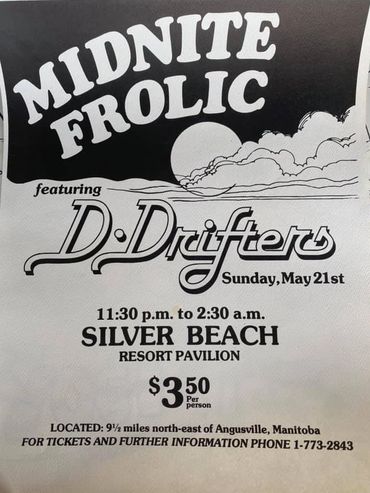 MIDNITE
FROLIC
featuring
D·Drifters
Sunday, May 21st
11:30 p.m. to 2:30 a.m.
SILVER BEACH
RESORT PAVILION
$3.50 Per person
LOCATED: 9½ miles north-east of Angusville, Manitoba
FOR TICKETS AND FURTHER INFORMATION PHONE 1-773-2843